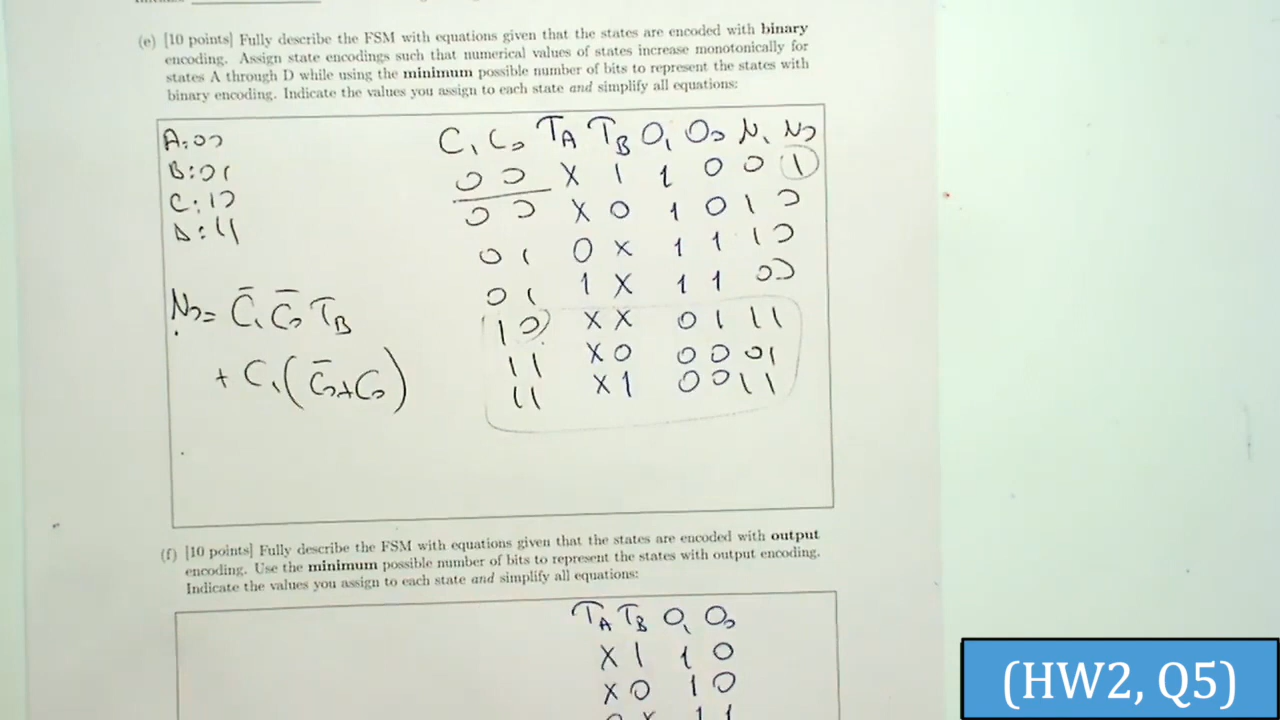 (e) [10 points] Fully describe the FSM with equations given that the states are encoded with binary
encoding. Assign state encodings such that numerical values of states increase monotonically for
states A through D while using the minimum possible number of bits to represent the states with
binary encoding. Indicate the values you assign to each state and simplify all equations:
A:00
B:01
C:10
D:11
C₁ C₀ T_A T_B O₁ O₀ N₁ N₀
0 0 X 1 1 0 0 1
0 0 X 0 1 0 1 0
0 1 0 X 1 1 1 0
0 1 1 X 1 1 0 0
1 0 X X 0 1 1 1
1 1 X 0 0 0 0 1
1 1 X 1 0 0 1 1
N₀ = C̄₁ C̄₀ T_B
+ C₁ (C̄₀ + C₀)
(f) [10 points] Fully describe the FSM with equations given that the states are encoded with output
encoding. Use the minimum possible number of bits to represent the states with output encoding.
Indicate the values you assign to each state and simplify all equations:
T_A T_B O₁ O₀
X 1 1 0
X 0 1 0
(HW2, Q5)